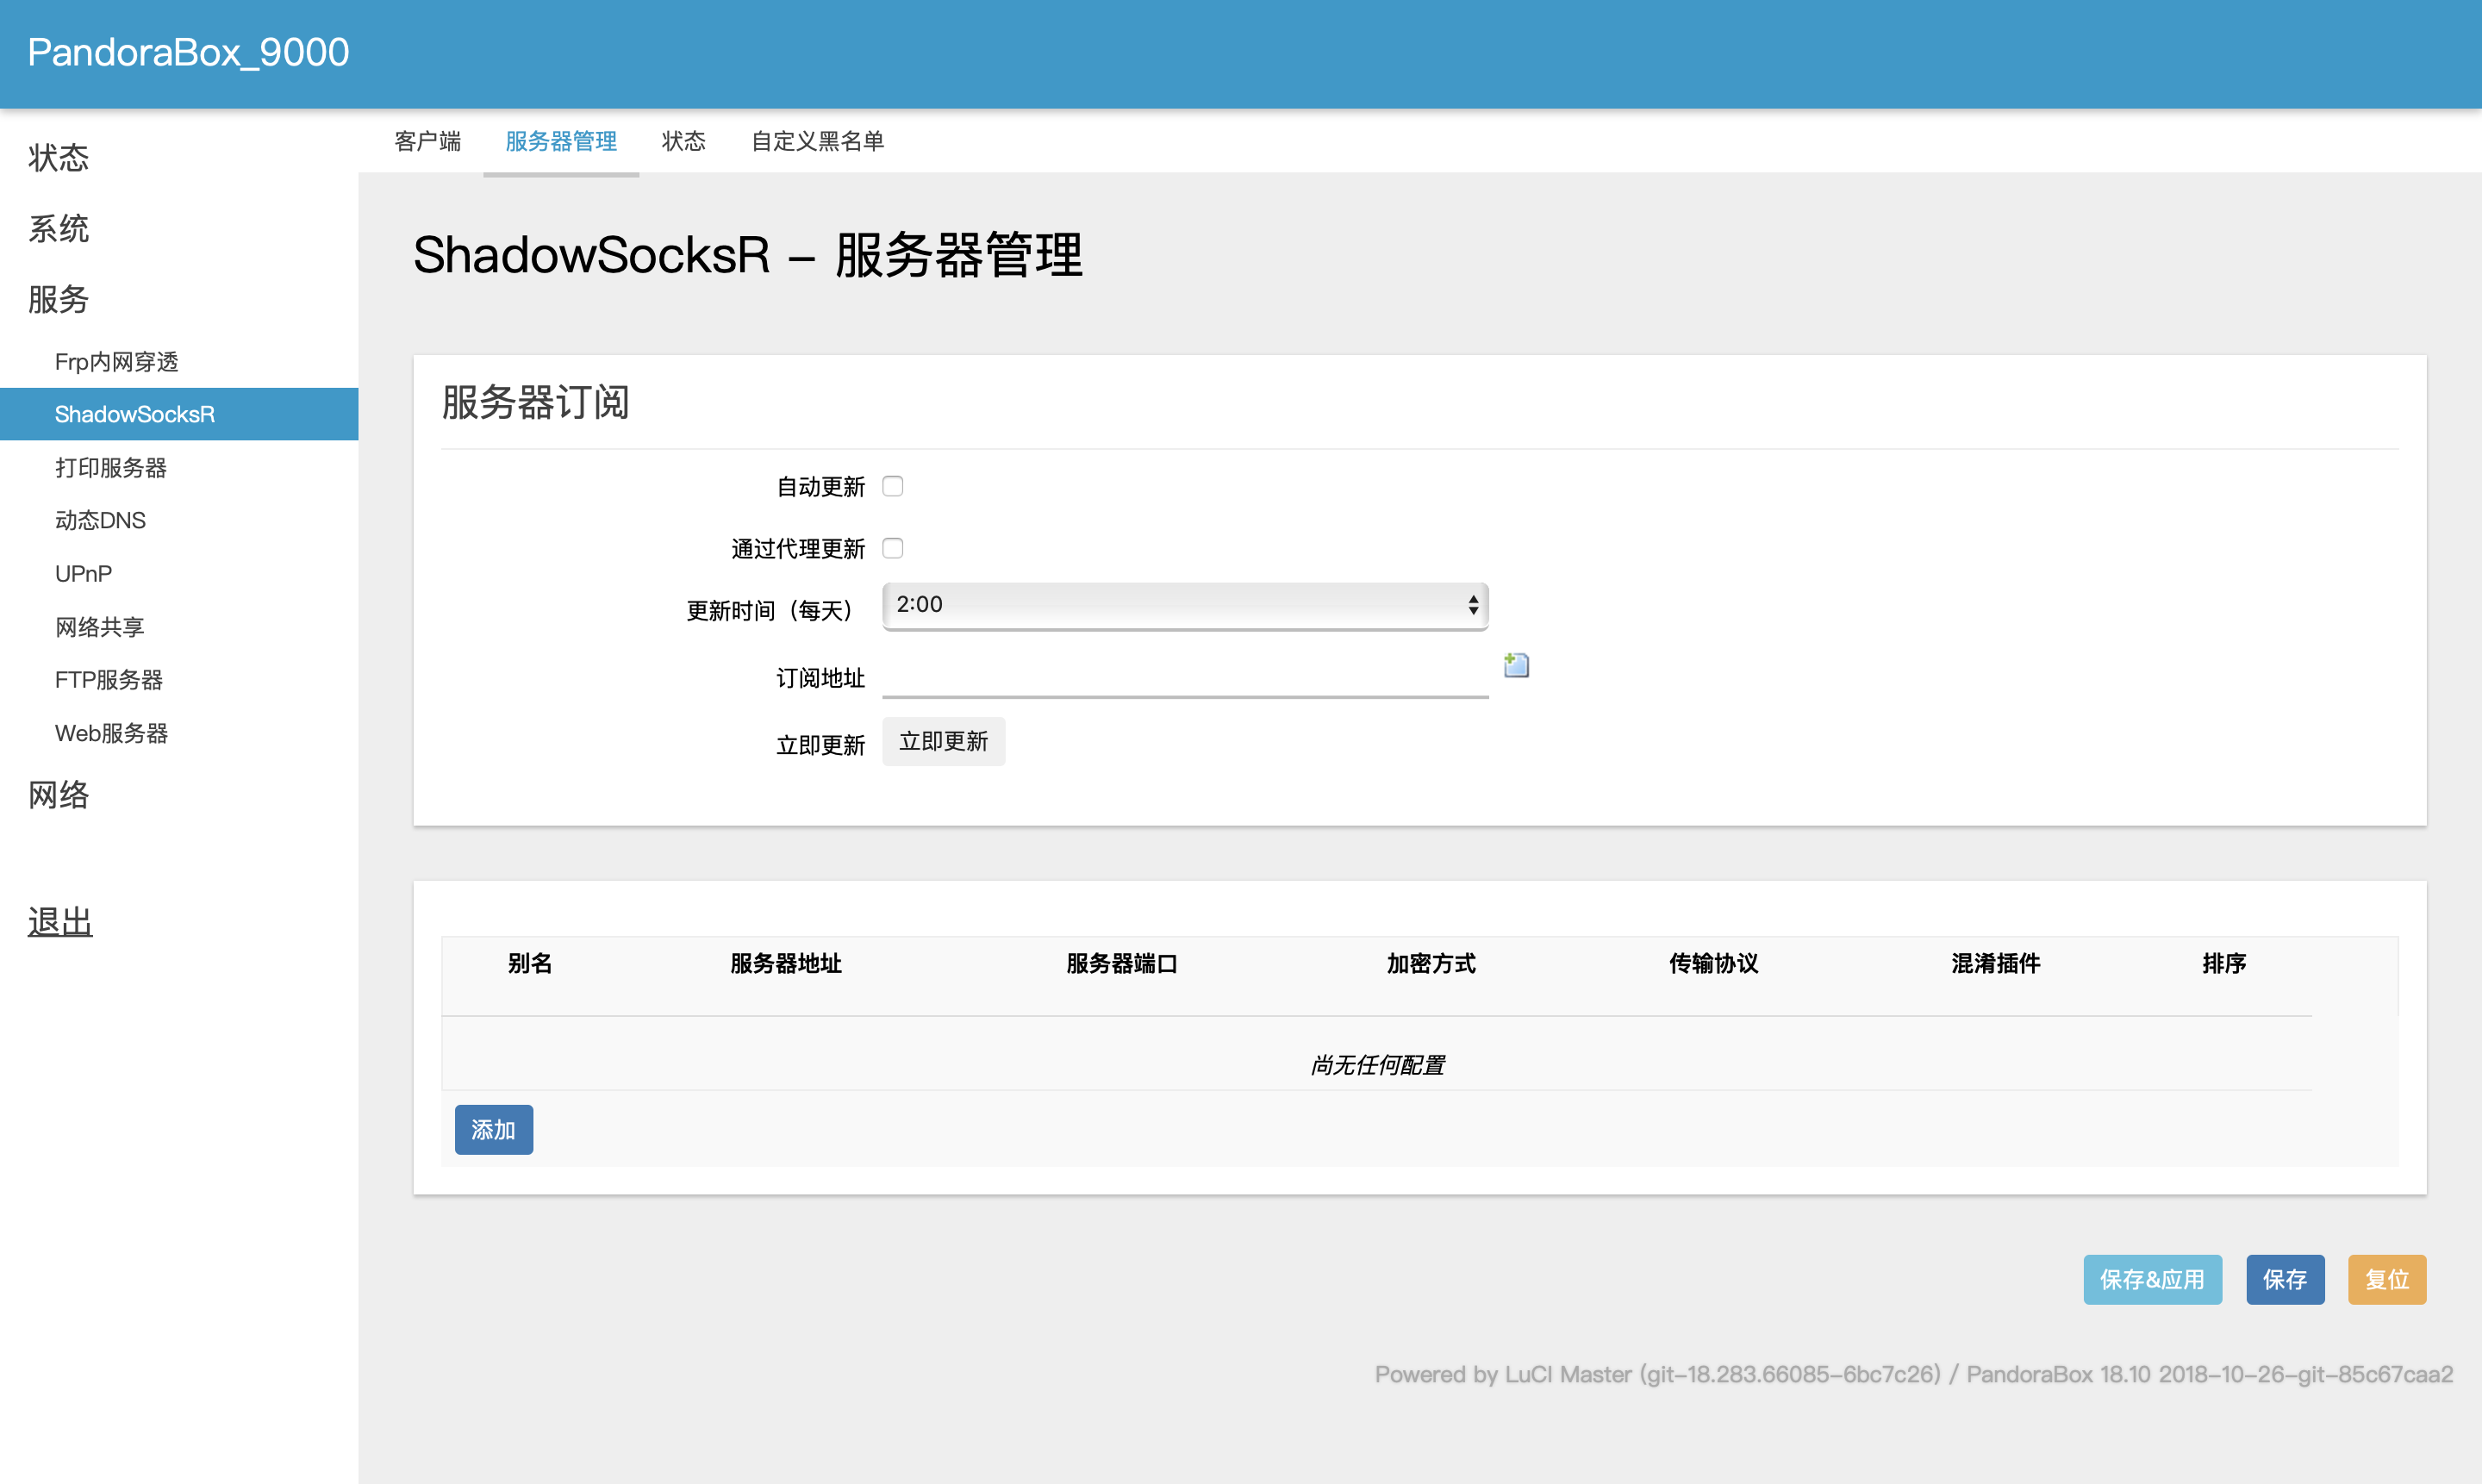 PandoraBox_9000
状态
系统
服务
Frp内网穿透
ShadowSocksR
打印服务器
动态DNS
UPnP
网络共享
FTP服务器
Web服务器
网络
退出
客户端 服务器管理 状态 自定义黑名单
ShadowSocksR - 服务器管理
服务器订阅
自动更新
通过代理更新
更新时间（每天） 2:00
订阅地址
立即更新 立即更新
别名 服务器地址 服务器端口 加密方式 传输协议 混淆插件 排序
尚无任何配置
添加
保存&应用 保存 复位
Powered by LuCI Master (git-18.283.66085-6bc7c26) / PandoraBox 18.10 2018-10-26-git-85c67caa2